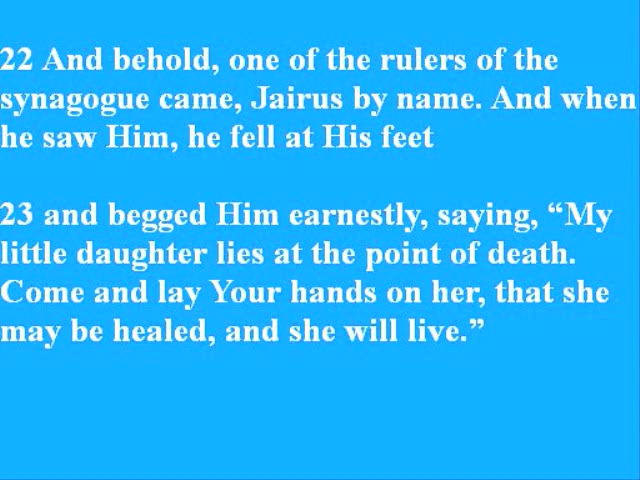 22 And behold, one of the rulers of the
synagogue came, Jairus by name. And when
he saw Him, he fell at His feet
23 and begged Him earnestly, saying, “My
little daughter lies at the point of death.
Come and lay Your hands on her, that she
may be healed, and she will live.”